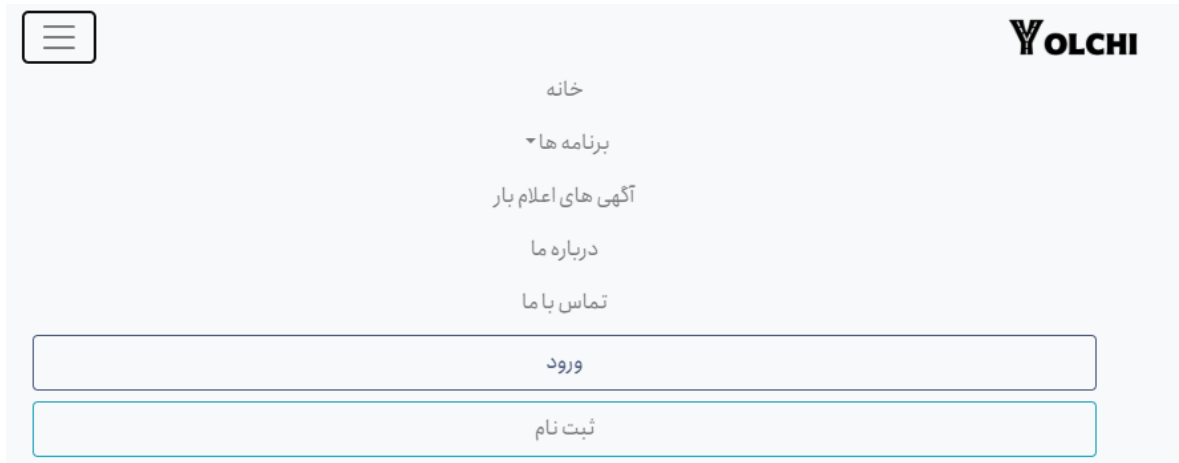 YOLCHI
خانه
برنامه ها
آگهی های اعلام بار
درباره ما
تماس با ما
ورود
ثبت نام